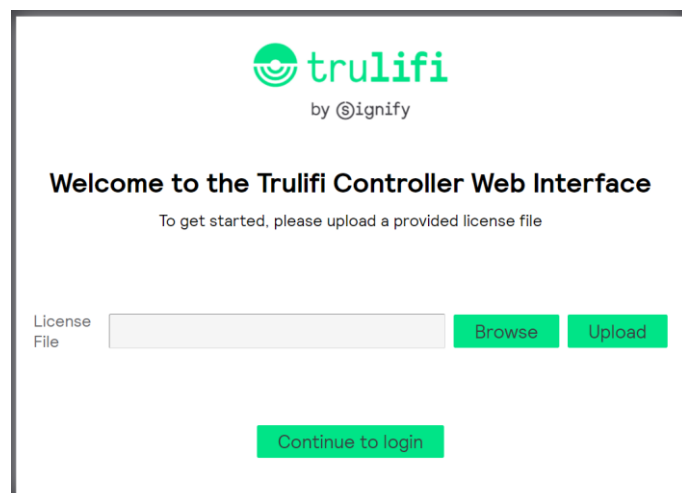 trulifi
by Signify
Welcome to the Trulifi Controller Web Interface
To get started, please upload a provided license file
License
File
Browse
Upload
Continue to login